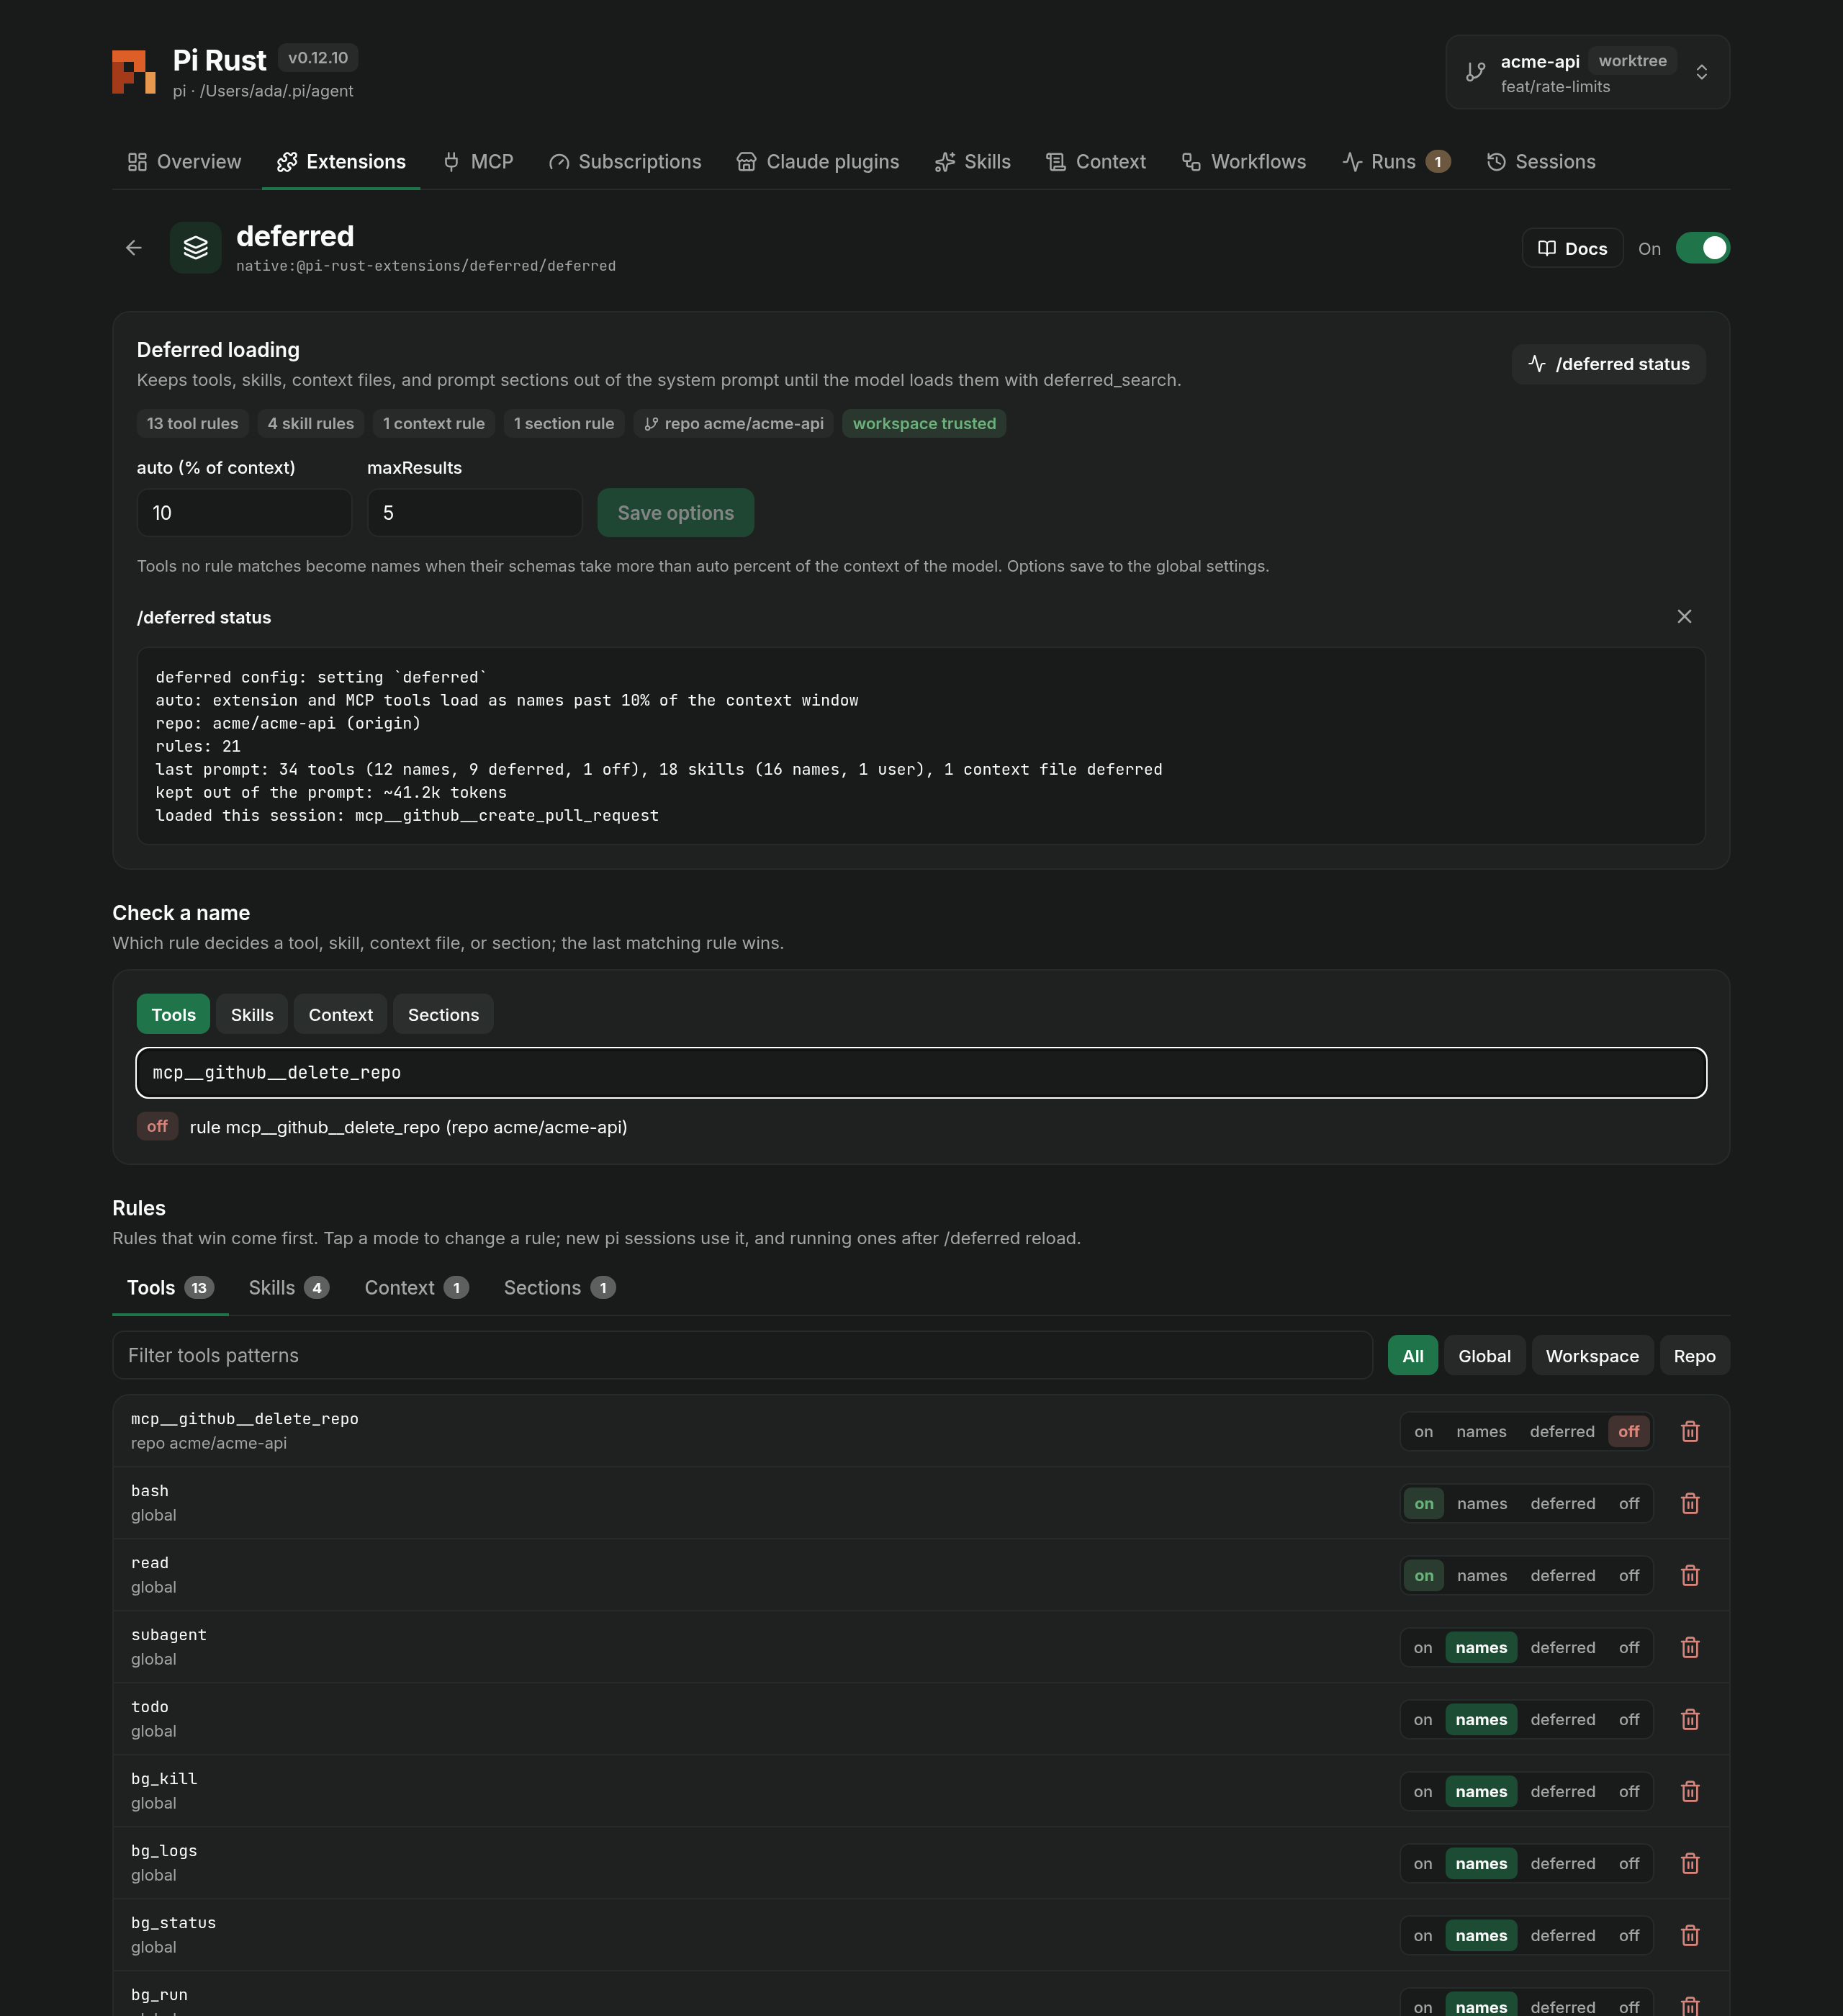 Pi Rust v0.12.10
pi · /Users/ada/.pi/agent
acme-api worktree
feat/rate-limits
Overview Extensions MCP Subscriptions Claude plugins Skills Context Workflows Runs 1 Sessions
deferred
native:@pi-rust-extensions/deferred/deferred
Docs On
Deferred loading
Keeps tools, skills, context files, and prompt sections out of the system prompt until the model loads them with deferred_search.
/deferred status
13 tool rules 4 skill rules 1 context rule 1 section rule repo acme/acme-api workspace trusted
auto (% of context) maxResults
10 5 Save options
Tools no rule matches become names when their schemas take more than auto percent of the context of the model. Options save to the global settings.
/deferred status
deferred config: setting `deferred`
auto: extension and MCP tools load as names past 10% of the context window
repo: acme/acme-api (origin)
rules: 21
last prompt: 34 tools (12 names, 9 deferred, 1 off), 18 skills (16 names, 1 user), 1 context file deferred
kept out of the prompt: ~41.2k tokens
loaded this session: mcp__github__create_pull_request
Check a name
Which rule decides a tool, skill, context file, or section; the last matching rule wins.
Tools Skills Context Sections
mcp__github__delete_repo
off rule mcp__github__delete_repo (repo acme/acme-api)
Rules
Rules that win come first. Tap a mode to change a rule; new pi sessions use it, and running ones after /deferred reload.
Tools 13 Skills 4 Context 1 Sections 1
Filter tools patterns All Global Workspace Repo
mcp__github__delete_repo
repo acme/acme-api
on names deferred off
bash
global
on names deferred off
read
global
on names deferred off
subagent
global
on names deferred off
todo
global
on names deferred off
bg_kill
global
on names deferred off
bg_logs
global
on names deferred off
bg_status
global
on names deferred off
bg_run
on names deferred off